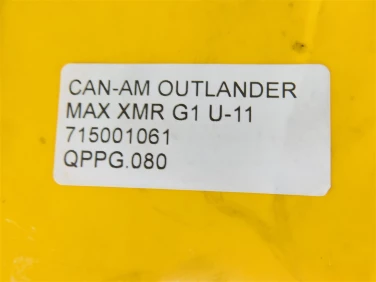 CAN-AM OUTLANDER
MAX XMR G1 U-11
715001061
QPPG.080